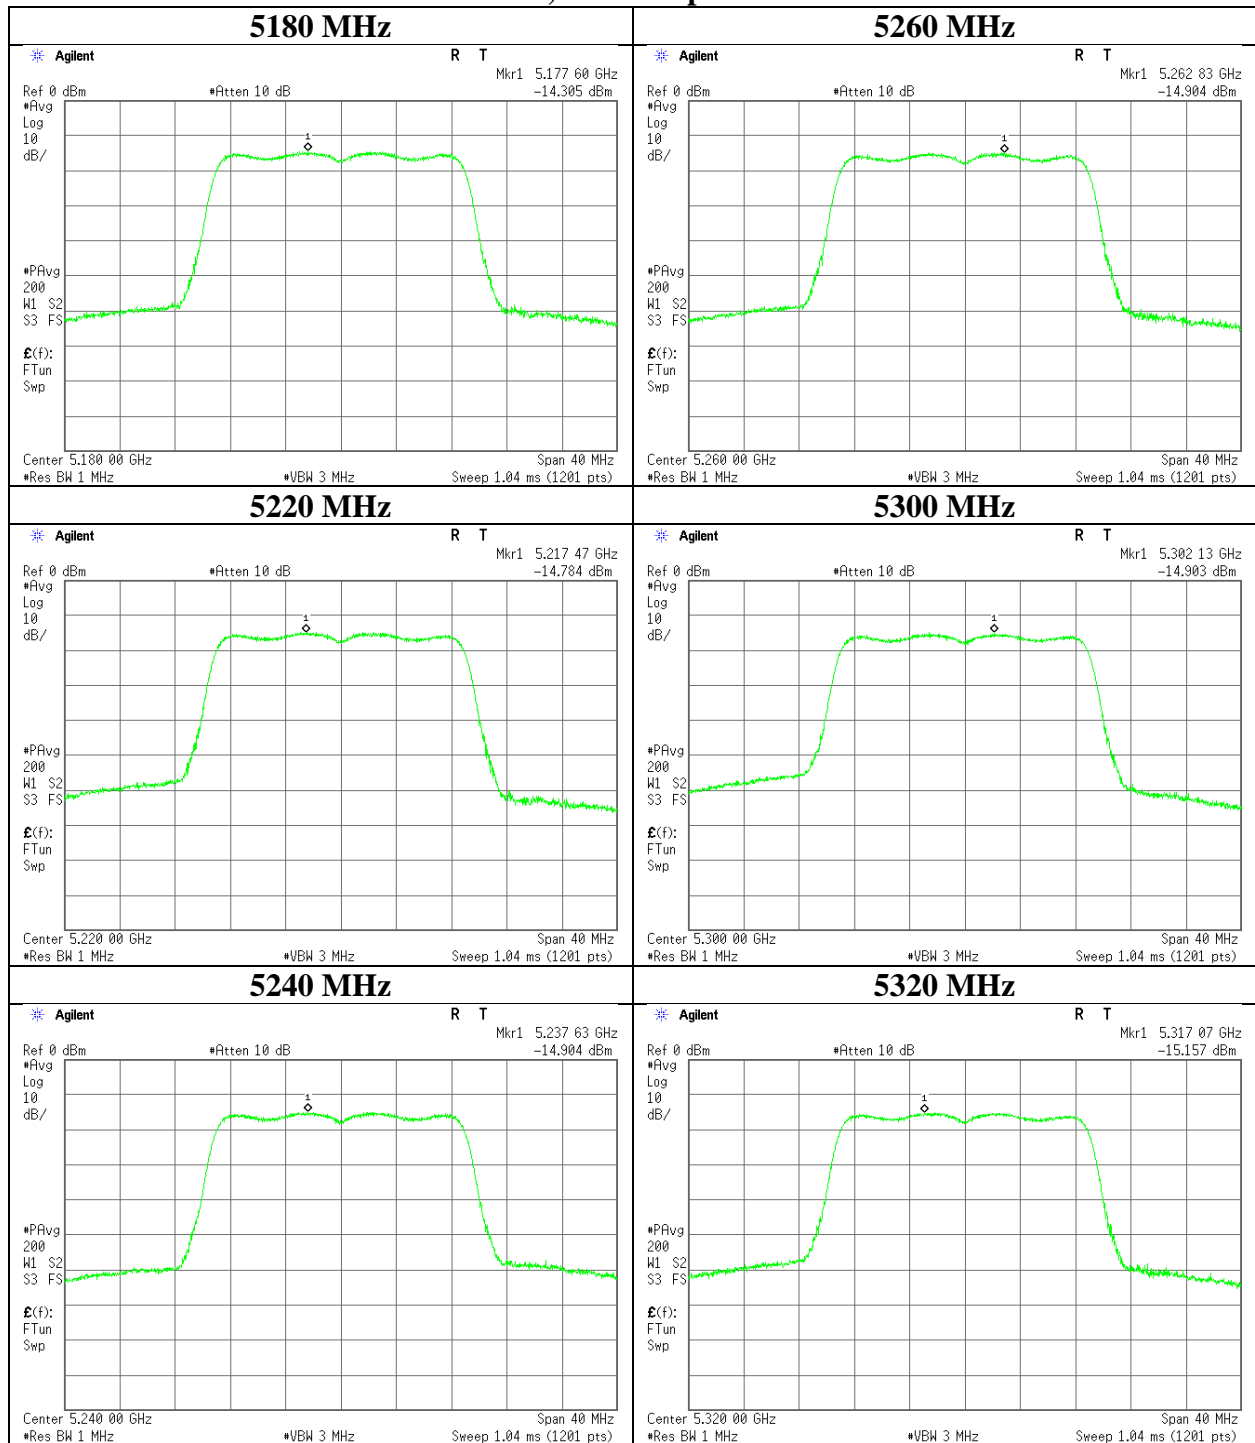 5180 MHz
Agilent R T
Mkr1 5.177 60 GHz
Ref 0 dBm #Atten 10 dB -14.305 dBm
#Avg
Log
10
dB/
1
#PAvg
200
W1 S2
S3 FS
£(f):
FTun
Swp
Center 5.180 00 GHz Span 40 MHz
#Res BW 1 MHz #VBW 3 MHz Sweep 1.04 ms (1201 pts)
5260 MHz
Agilent R T
Mkr1 5.262 83 GHz
Ref 0 dBm #Atten 10 dB -14.904 dBm
#Avg
Log
10
dB/
1
#PAvg
200
W1 S2
S3 FS
£(f):
FTun
Swp
Center 5.260 00 GHz Span 40 MHz
#Res BW 1 MHz #VBW 3 MHz Sweep 1.04 ms (1201 pts)
5220 MHz
Agilent R T
Mkr1 5.217 47 GHz
Ref 0 dBm #Atten 10 dB -14.784 dBm
#Avg
Log
10
dB/
1
#PAvg
200
W1 S2
S3 FS
£(f):
FTun
Swp
Center 5.220 00 GHz Span 40 MHz
#Res BW 1 MHz #VBW 3 MHz Sweep 1.04 ms (1201 pts)
5300 MHz
Agilent R T
Mkr1 5.302 13 GHz
Ref 0 dBm #Atten 10 dB -14.903 dBm
#Avg
Log
10
dB/
1
#PAvg
200
W1 S2
S3 FS
£(f):
FTun
Swp
Center 5.300 00 GHz Span 40 MHz
#Res BW 1 MHz #VBW 3 MHz Sweep 1.04 ms (1201 pts)
5240 MHz
Agilent R T
Mkr1 5.237 63 GHz
Ref 0 dBm #Atten 10 dB -14.904 dBm
#Avg
Log
10
dB/
1
#PAvg
200
W1 S2
S3 FS
£(f):
FTun
Swp
Center 5.240 00 GHz Span 40 MHz
#Res BW 1 MHz #VBW 3 MHz Sweep 1.04 ms (1201 pts)
5320 MHz
Agilent R T
Mkr1 5.317 07 GHz
Ref 0 dBm #Atten 10 dB -15.157 dBm
#Avg
Log
10
dB/
1
#PAvg
200
W1 S2
S3 FS
£(f):
FTun
Swp
Center 5.320 00 GHz Span 40 MHz
#Res BW 1 MHz #VBW 3 MHz Sweep 1.04 ms (1201 pts)